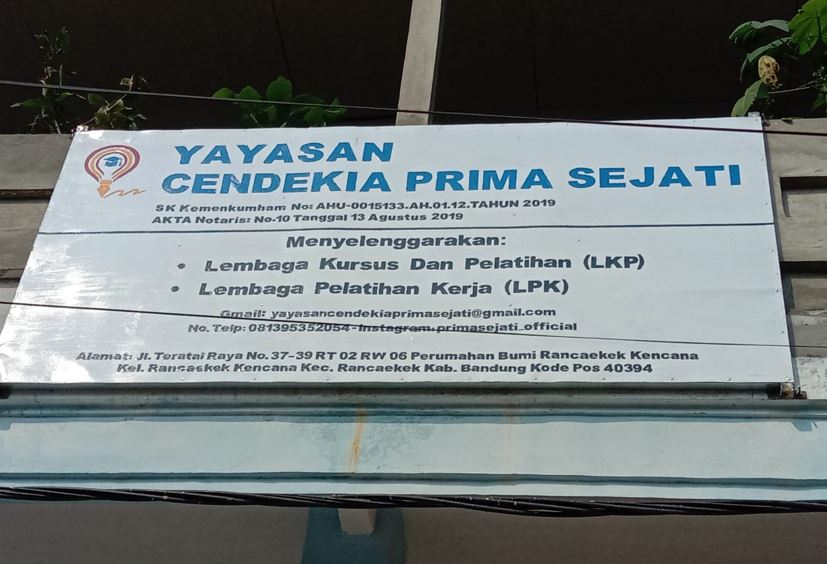 YAYASAN
CENDEKIA PRIMA SEJATI
SK Kemenkumham No: AHU-0015133.AH.01.12.TAHUN 2019
AKTA Notaris: No.10 Tanggal 13 Agustus 2019
Menyelenggarakan:
• Lembaga Kursus Dan Pelatihan (LKP)
• Lembaga Pelatihan Kerja (LPK)
Gmail: yayasancendekiaprimasejati@gmail.com
No. Telp: 081395352054 - Instagram: primasejati_official
Alamat: Jl. Teratai Raya No. 37-39 RT 02 RW 06 Perumahan Bumi Rancaekek Kencana
Kel. Rancaekek Kencana Kec. Rancaekek Kab. Bandung Kode Pos 40394